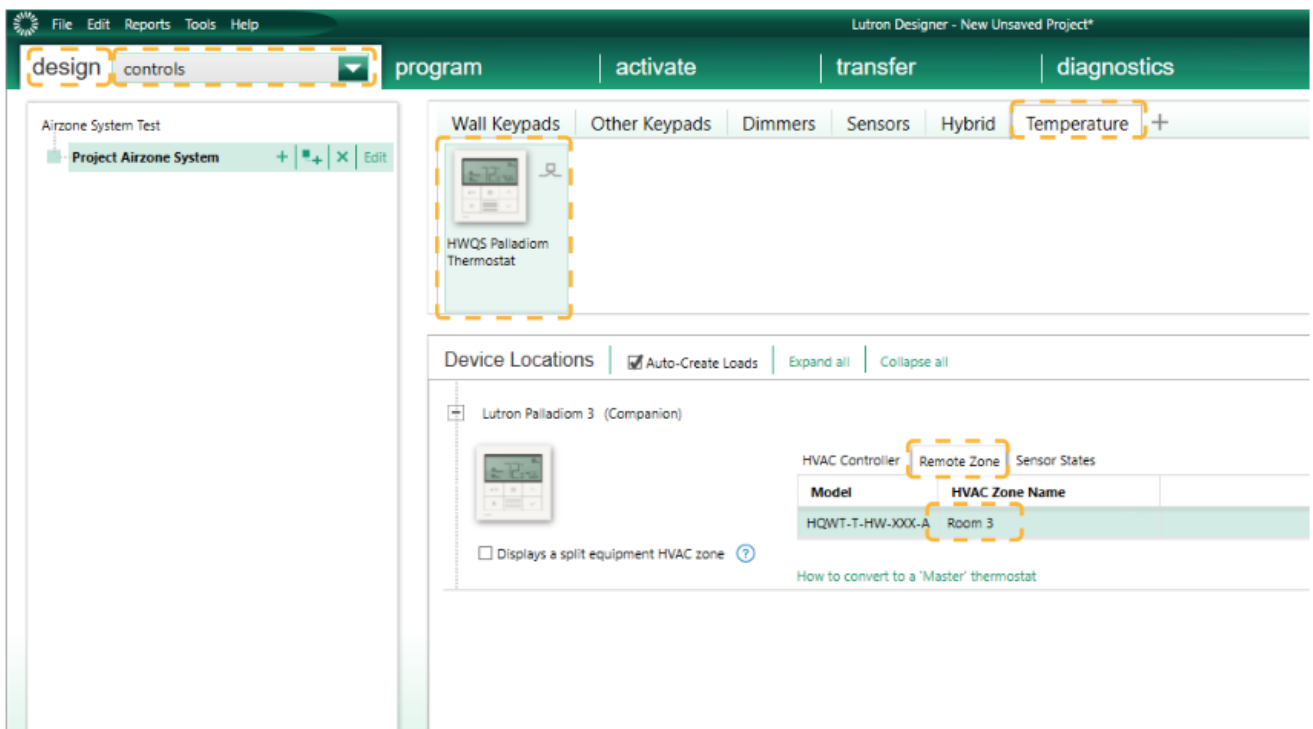 File Edit Reports Tools Help
Lutron Designer - New Unsaved Project*
design controls program activate transfer diagnostics
Airzone System Test
Project Airzone System + + × Edit
Wall Keypads Other Keypads Dimmers Sensors Hybrid Temperature +
HWQS Palladiom
Thermostat
Device Locations Auto-Create Loads Expand all Collapse all
Lutron Palladiom 3 (Companion)
HVAC Controller Remote Zone Sensor States
Model HVAC Zone Name
HQWT-T-HW-XXX-A Room 3
Displays a split equipment HVAC zone ?
How to convert to a 'Master' thermostat